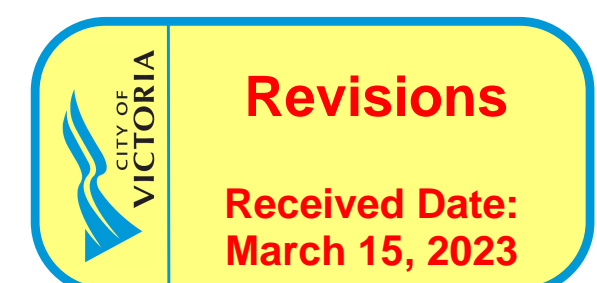 CITY OF
VICTORIA
Revisions
Received Date:
March 15, 2023